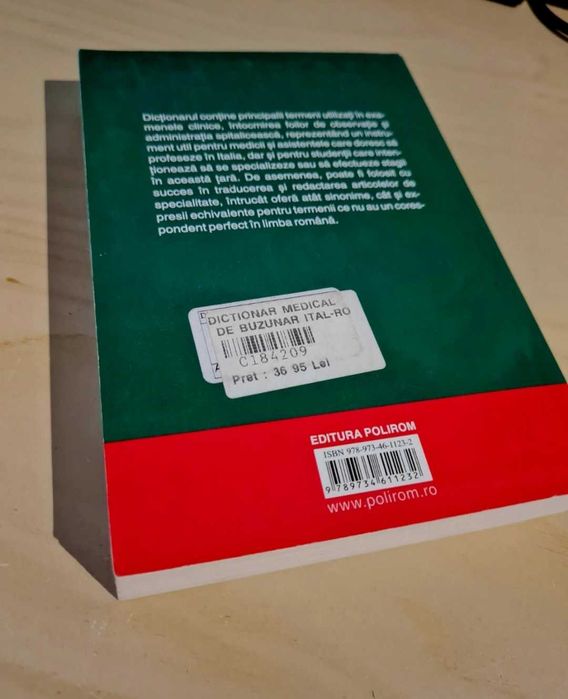 Dicționarul conține principalii termeni utilizați în exa-
menele clinice, întocmirea foilor de observație și
administrația spitalicească, reprezentând un instru-
ment util pentru medicii și asistentele care doresc să
profeseze în Italia, dar și pentru studenții care inten-
ționează să se specializeze sau să efectueze stagii
în această țară. De asemenea, poate fi folosit cu
succes în traducerea și redactarea articolelor de
specialitate, întrucât oferă atât sinonime, cât și ex-
presii echivalente pentru termenii ce nu au un cores-
pondent perfect în limba română.
DICTIONAR MEDICAL
DE BUZUNAR ITAL-RO
C184209
Pret : 36 95 Lei
EDITURA POLIROM
ISBN 978-973-46-1123-2
9 789734 611232
www.polirom.ro